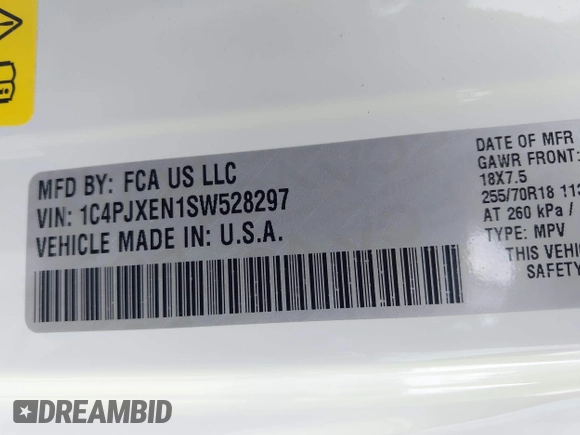 MFD BY: FCA US LLC
VIN: 1C4PJXEN1SW528297
VEHICLE MADE IN: U.S.A.
DATE OF MFR
GAWR FRONT:
18X7.5
255/70R18 11
AT 260 kPa /
TYPE: MPV
THIS VEHI
SAFETY
DREAMBID